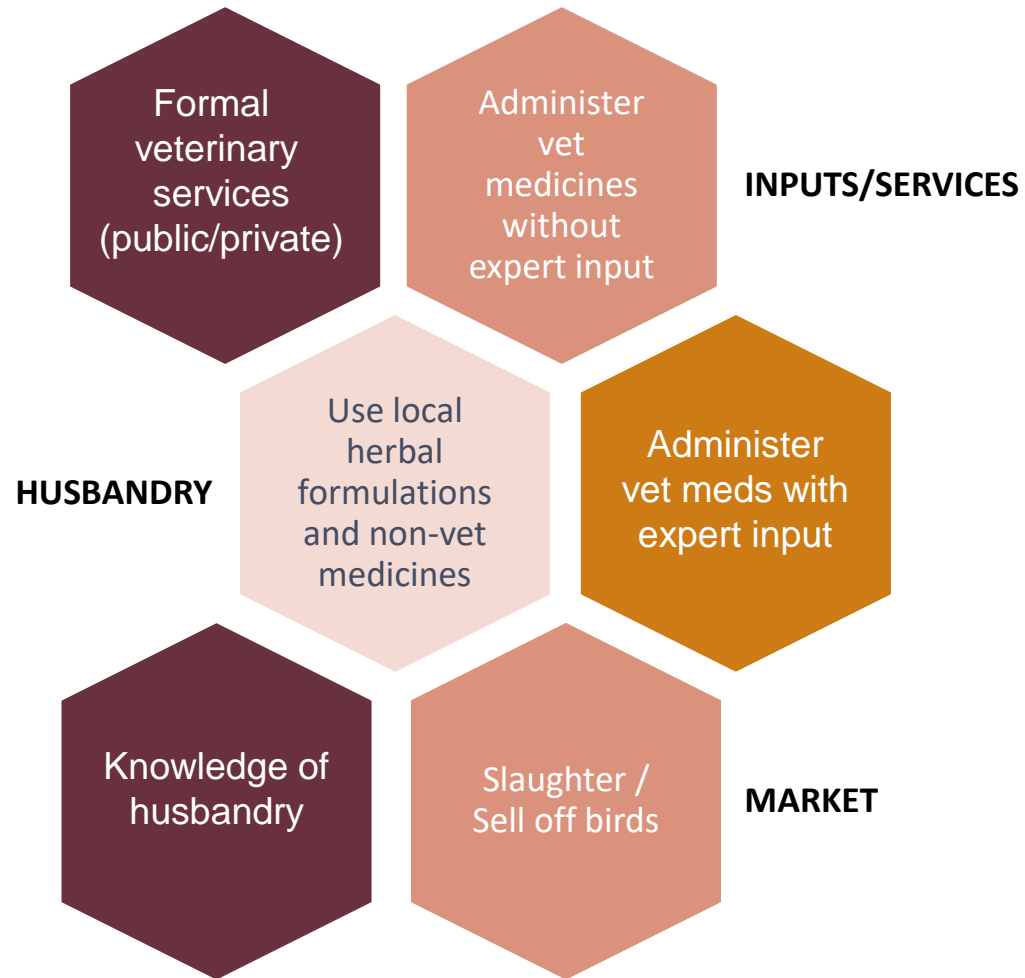 Formal
veterinary
services
(public/private)
Administer
vet
medicines
without
expert input
INPUTS/SERVICES
HUSBANDRY
Use local
herbal
formulations
and non-vet
medicines
Administer
vet meds with
expert input
Knowledge of
husbandry
Slaughter /
Sell off birds
MARKET